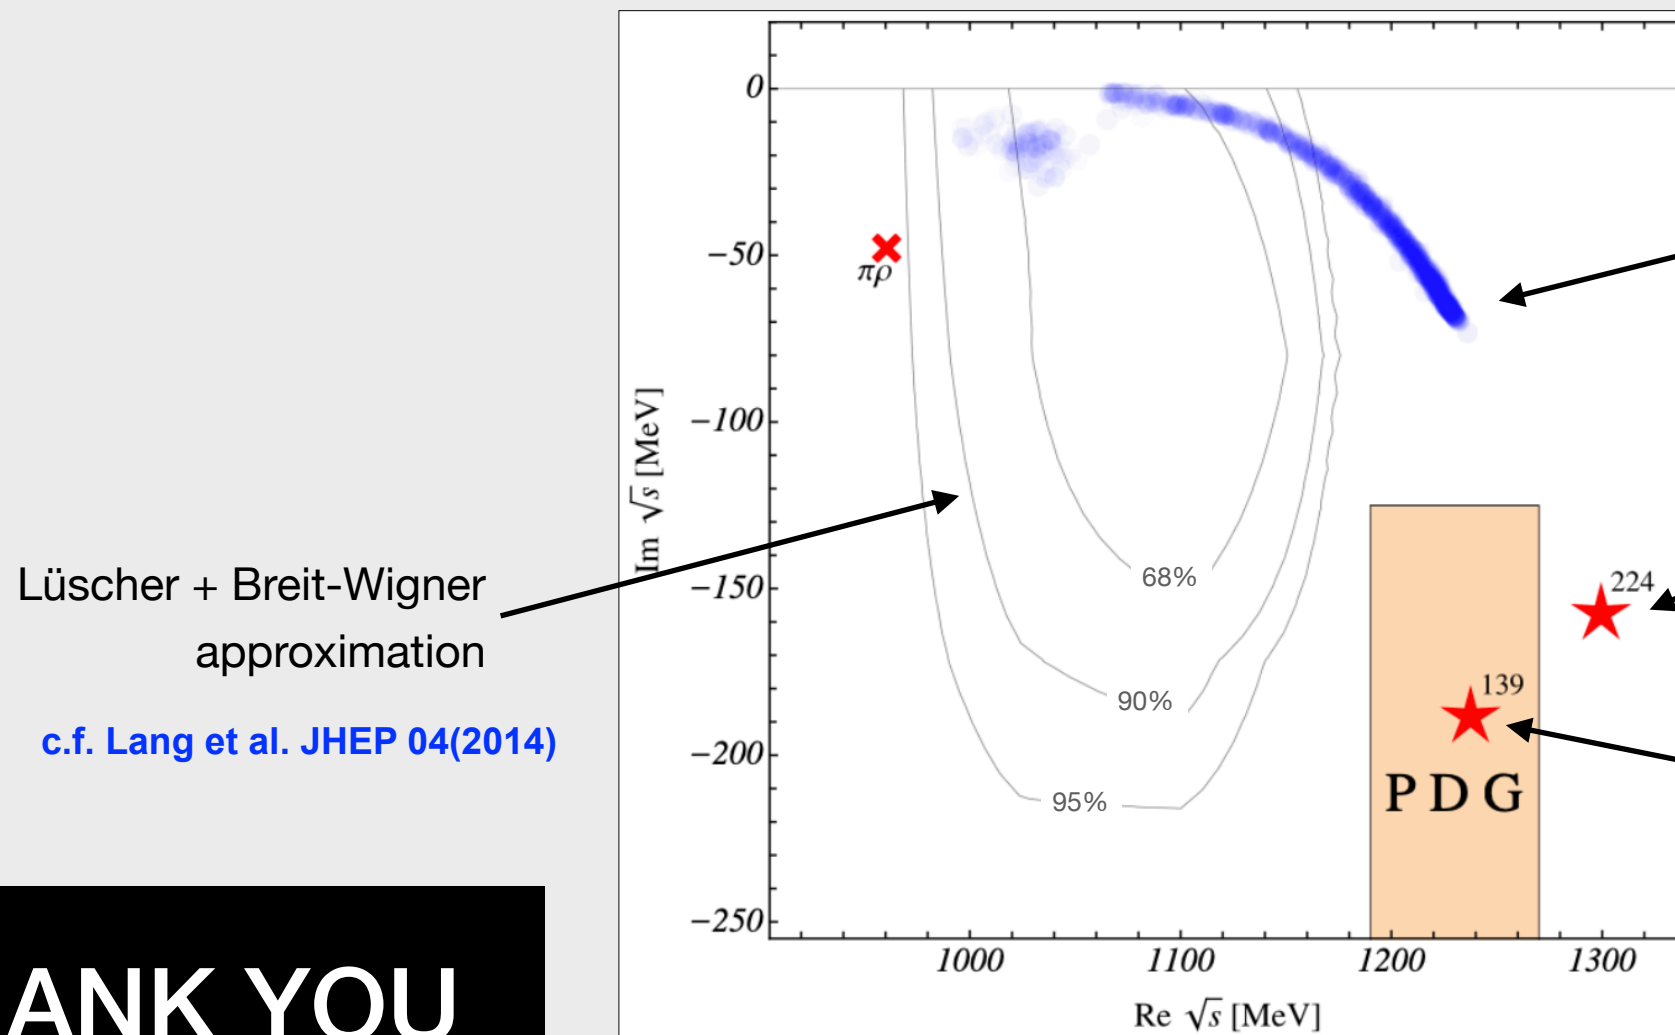 0
−50
−100
−150
−200
−250
Im √s [MeV]
πρ
Lüscher + Breit-Wigner
approximation
c.f. Lang et al. JHEP 04(2014)
68%
90%
95%
224
139
PDG
1000 1100 1200 1300
Re √s [MeV]
ANK YOU